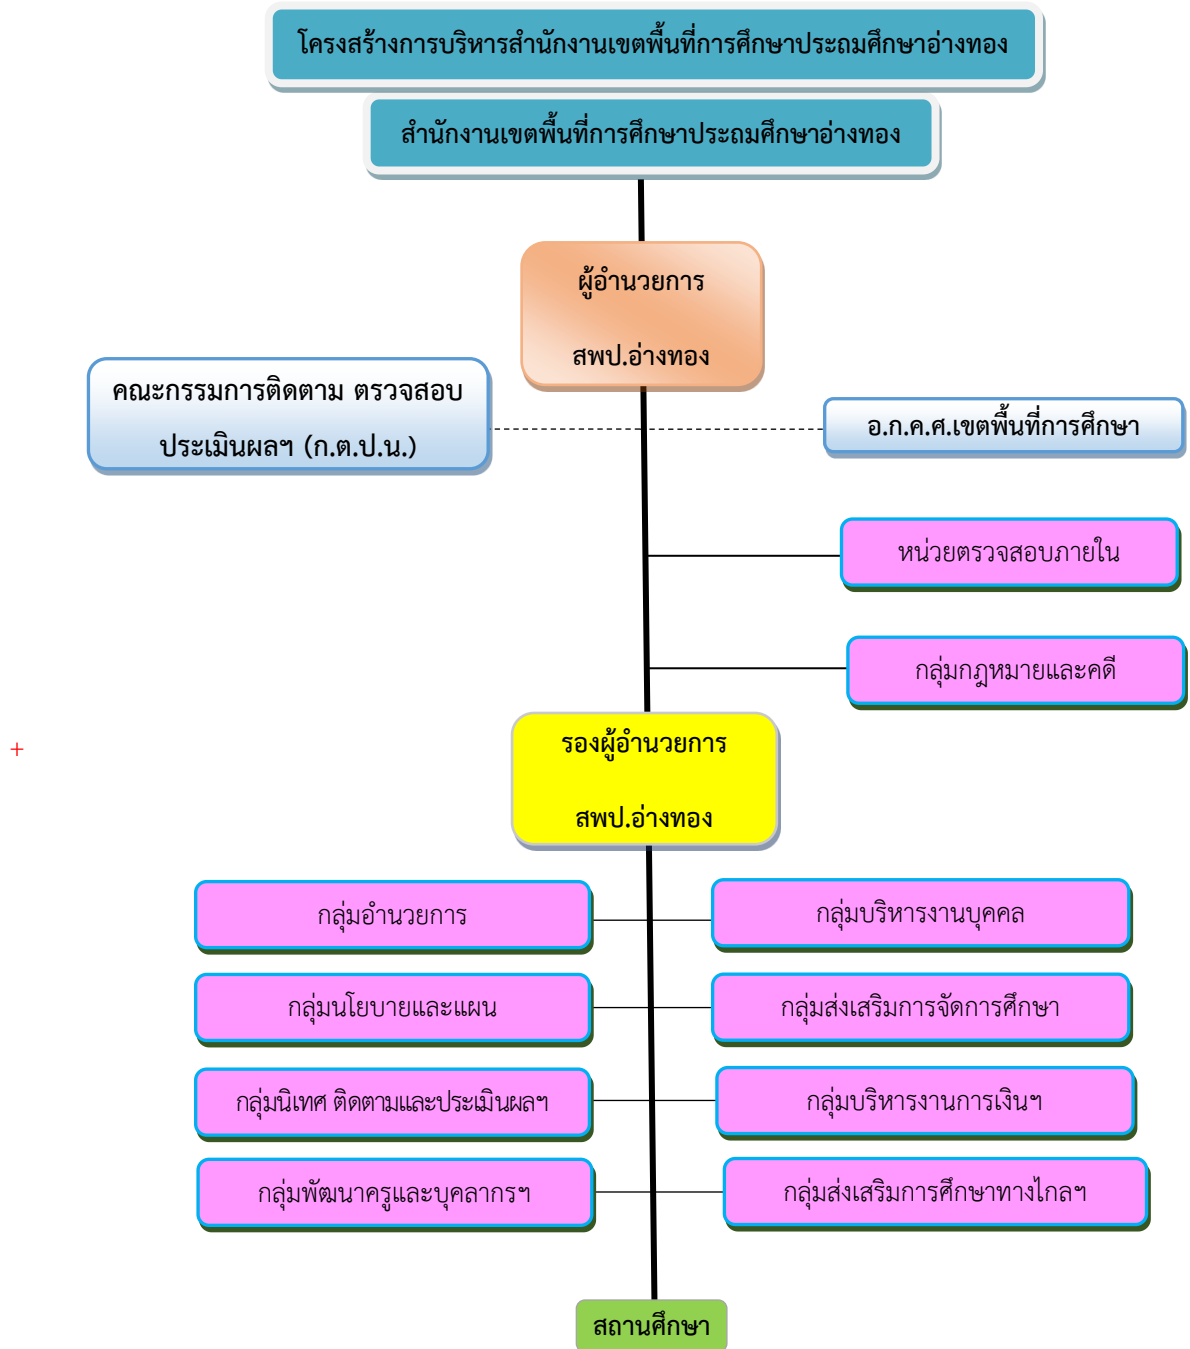 โครงสร้างการบริหารสำนักงานเขตพื้นที่การศึกษาประถมศึกษาอ่างทอง
สำนักงานเขตพื้นที่การศึกษาประถมศึกษาอ่างทอง
ผู้อำนวยการ
สพป.อ่างทอง
คณะกรรมการติดตาม ตรวจสอบ
ประเมินผลฯ (ก.ต.ป.น.)
อ.ก.ค.ศ.เขตพื้นที่การศึกษา
หน่วยตรวจสอบภายใน
กลุ่มกฎหมายและคดี
+
รองผู้อำนวยการ
สพป.อ่างทอง
กลุ่มอำนวยการ
กลุ่มบริหารงานบุคคล
กลุ่มนโยบายและแผน
กลุ่มส่งเสริมการจัดการศึกษา
กลุ่มนิเทศ ติดตามและประเมินผลฯ
กลุ่มบริหารงานการเงินฯ
กลุ่มพัฒนาครูและบุคลากรฯ
กลุ่มส่งเสริมการศึกษาทางไกลฯ
สถานศึกษา